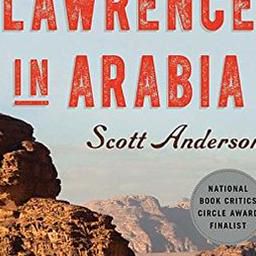 LAWRENCE
IN ARABIA
Scott Anderson
NATIONAL
BOOK CRITICS
CIRCLE AWARD
FINALIST